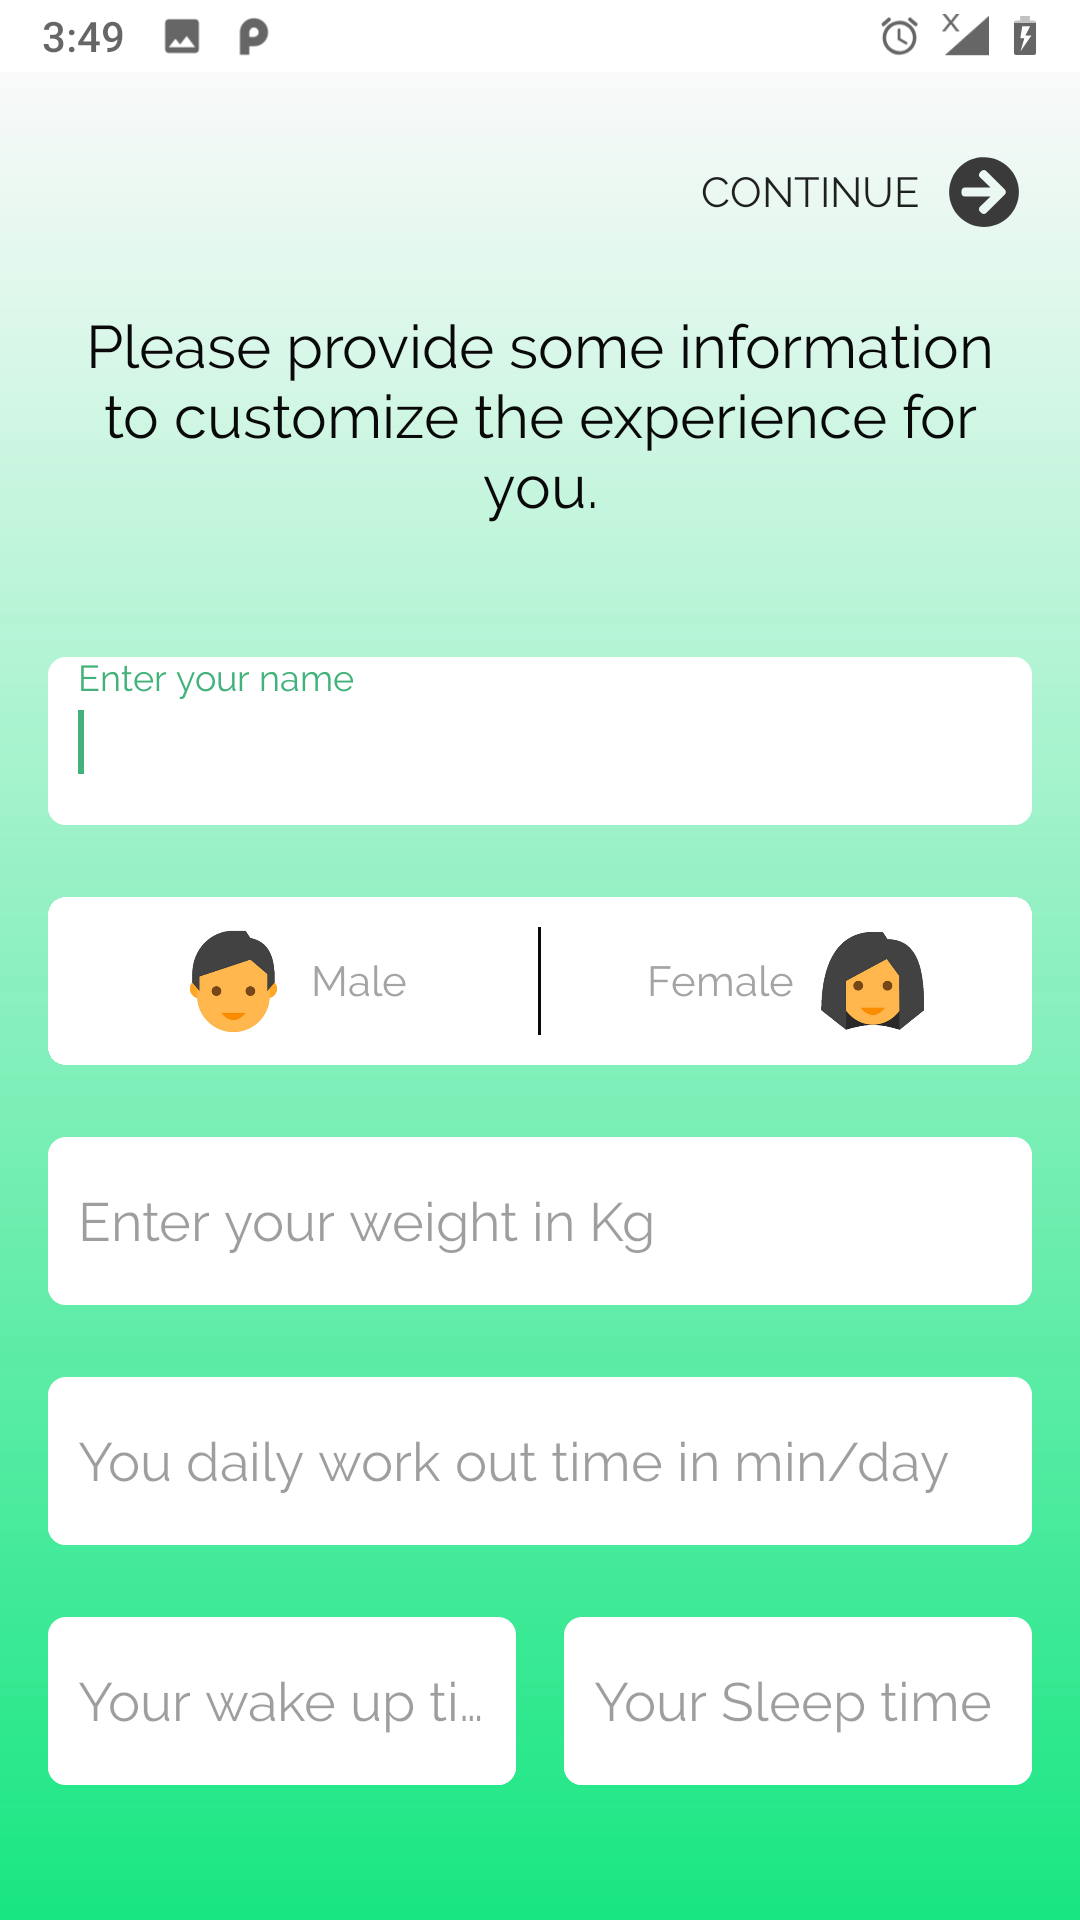 3:49
CONTINUE
Please provide some information
to customize the experience for
you.
Enter your name
Male
Female
Enter your weight in Kg
You daily work out time in min/day
Your wake up ti...
Your Sleep time